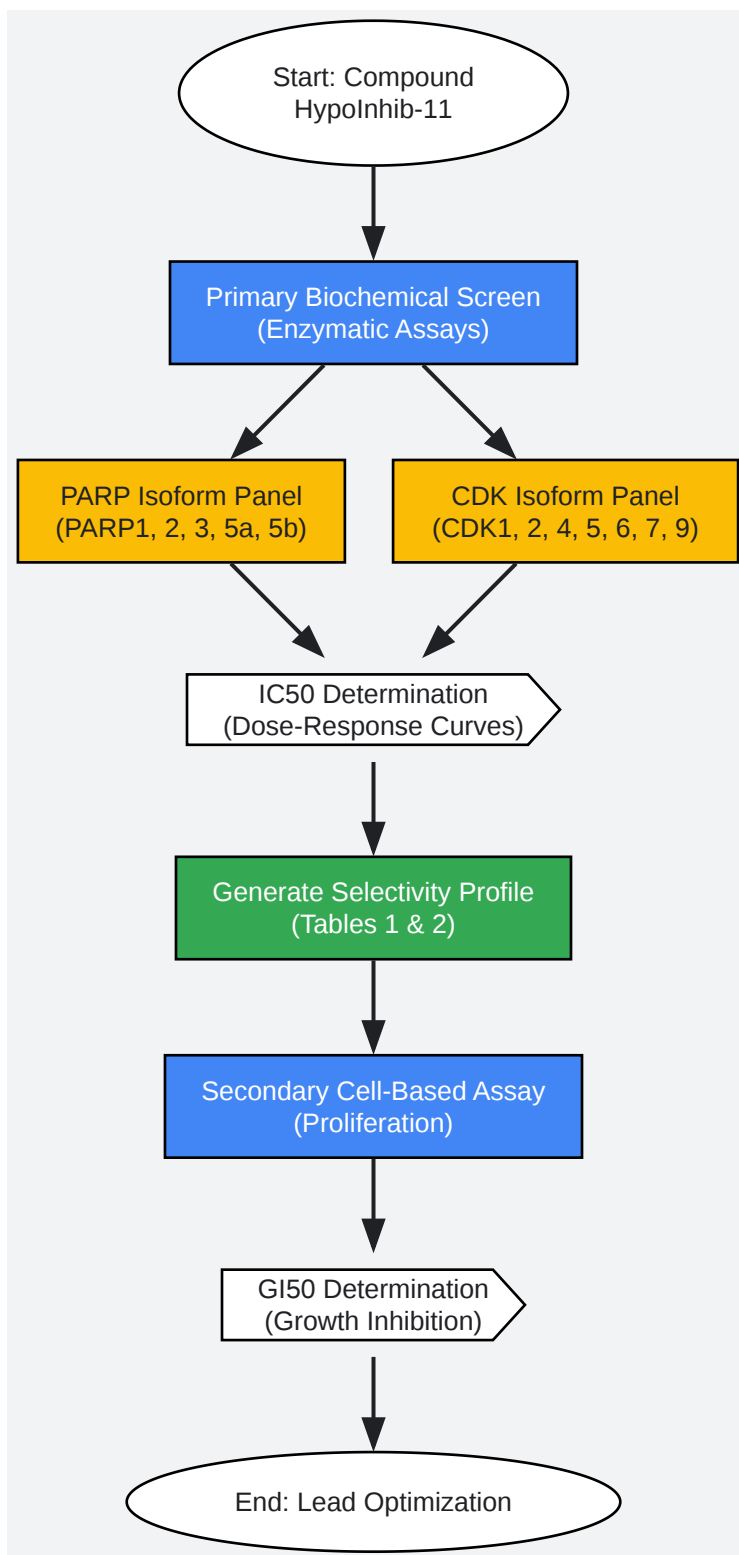 Start: Compound
HypoInhib-11
Primary Biochemical Screen
(Enzymatic Assays)
PARP Isoform Panel
(PARP1, 2, 3, 5a, 5b)
CDK Isoform Panel
(CDK1, 2, 4, 5, 6, 7, 9)
IC50 Determination
(Dose-Response Curves)
Generate Selectivity Profile
(Tables 1 & 2)
Secondary Cell-Based Assay
(Proliferation)
GI50 Determination
(Growth Inhibition)
End: Lead Optimization